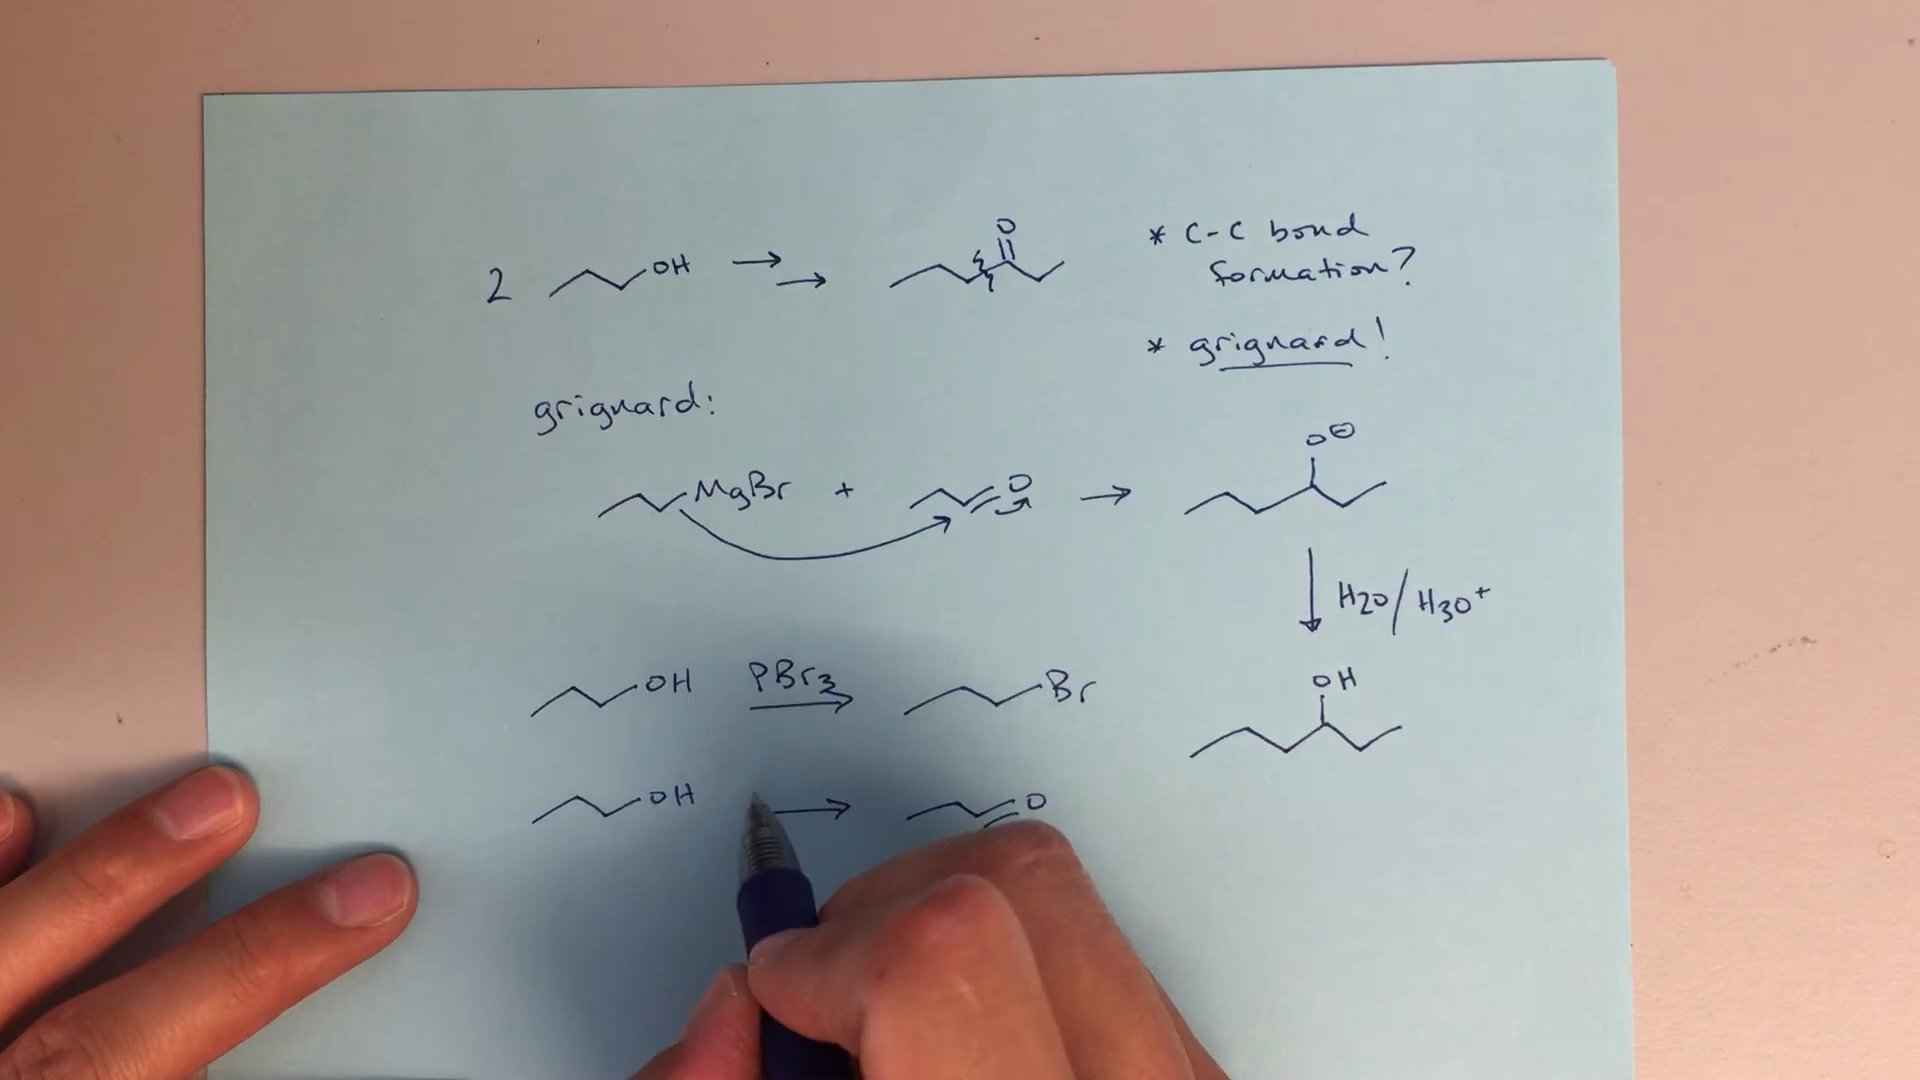 2 OH → → O
* C-C bond
formation?
* grignard!
grignard:
MgBr + O → O⊖
H2O/H3O+
OH PBr3 → Br
OH
OH → O